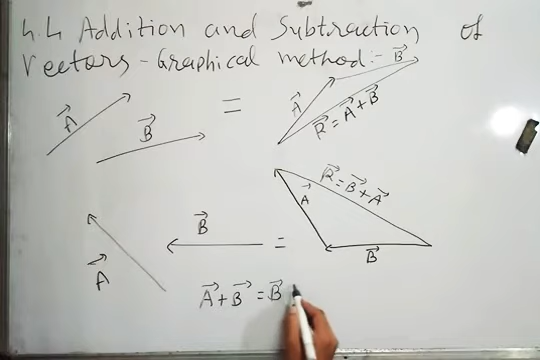 4.4 Addition and Subtraction of
Vectors - Graphical method:-
A⃗
B⃗
=
A⃗
B⃗
R⃗ = A⃗ + B⃗
A⃗
B⃗
=
A⃗
R⃗ = B⃗ + A⃗
B⃗
A⃗ + B⃗ = B⃗